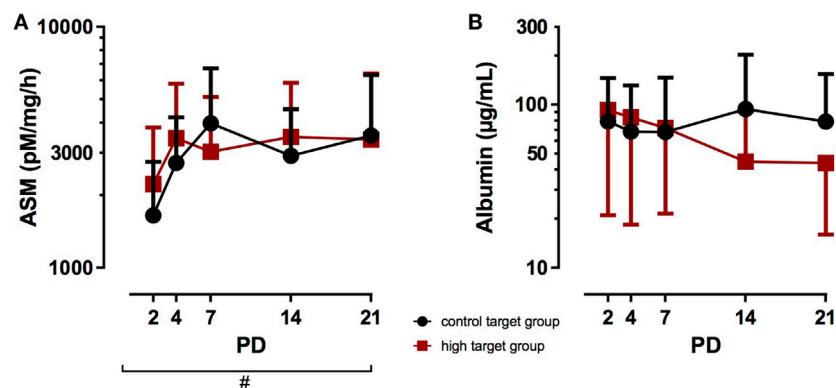 A
ASM (pM/mg/h)
10000
3000
1000
2 4 7 14 21
PD
#
B
Albumin (µg/mL)
300
100
50
10
2 4 7 14 21
PD
control target group
high target group